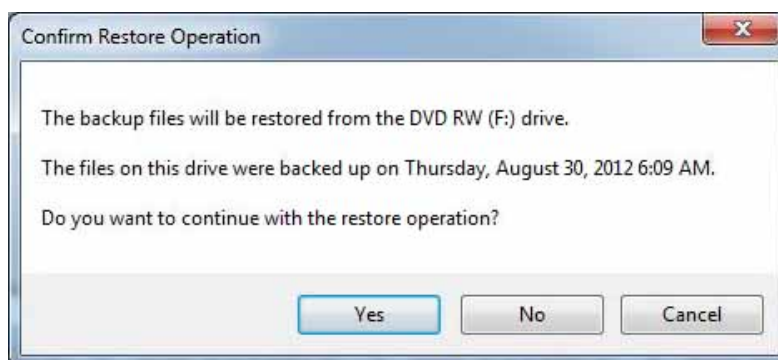 Confirm Restore Operation
The backup files will be restored from the DVD RW (F:) drive.
The files on this drive were backed up on Thursday, August 30, 2012 6:09 AM.
Do you want to continue with the restore operation?
Yes No Cancel